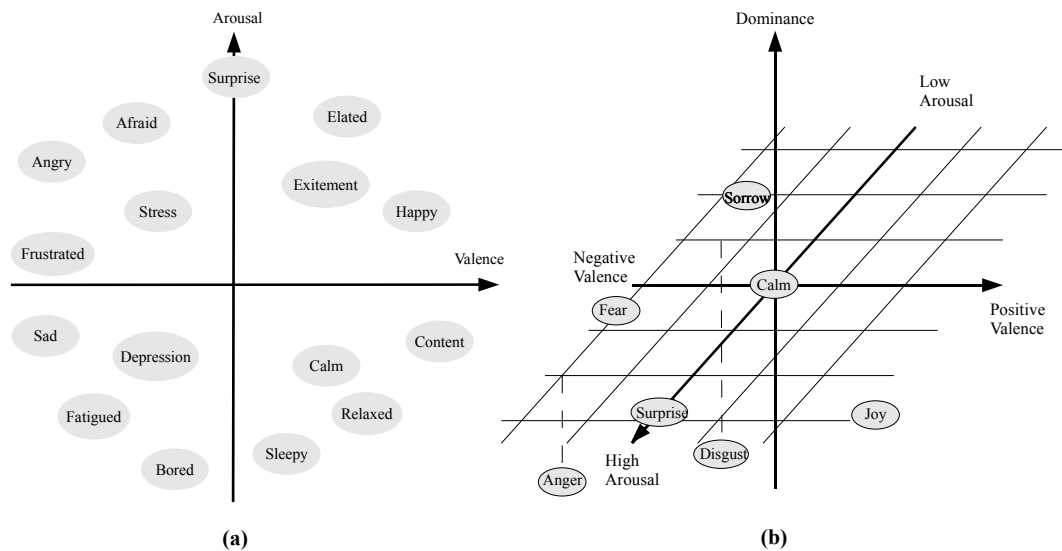 Arousal
Surprise
Afraid
Elated
Angry
Exitement
Stress
Happy
Frustrated
Valence
Sad
Depression
Content
Calm
Fatigued
Relaxed
Sleepy
Bored
(a)
Dominance
Low
Arousal
Sorrow
Negative
Valence
Calm
Fear
Positive
Valence
Surprise
Joy
Disgust
High
Arousal
Anger
(b)